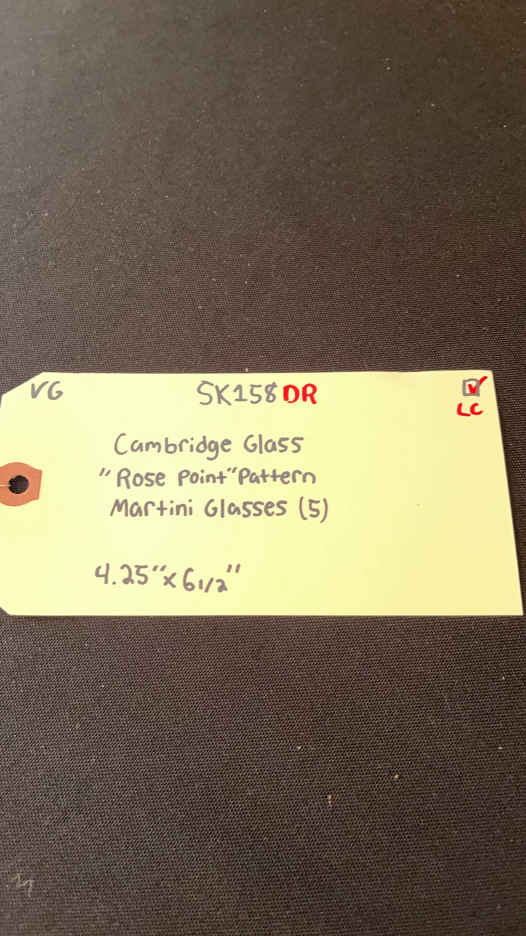 VG SK158DR
LC
Cambridge Glass
"Rose Point" Pattern
Martini Glasses (5)
4.25" x 6 1/2"